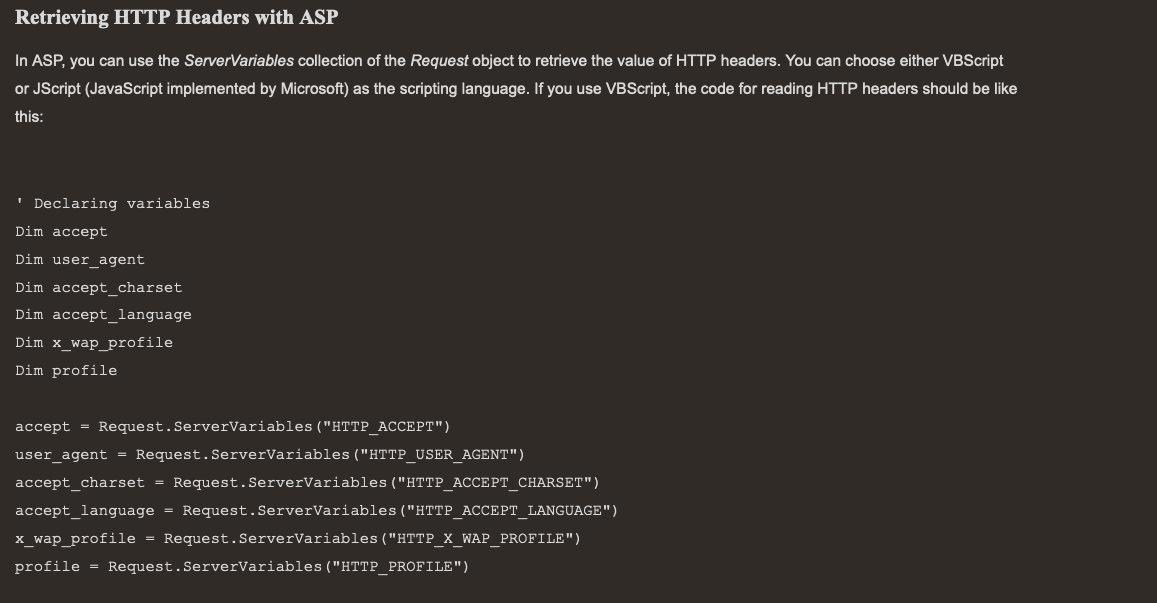 Retrieving HTTP Headers with ASP
In ASP, you can use the ServerVariables collection of the Request object to retrieve the value of HTTP headers. You can choose either VBScript
or JScript (JavaScript implemented by Microsoft) as the scripting language. If you use VBScript, the code for reading HTTP headers should be like
this:
' Declaring variables
Dim accept
Dim user_agent
Dim accept_charset
Dim accept_language
Dim x_wap_profile
Dim profile
accept = Request.ServerVariables("HTTP_ACCEPT")
user_agent = Request.ServerVariables("HTTP_USER_AGENT")
accept_charset = Request.ServerVariables("HTTP_ACCEPT_CHARSET")
accept_language = Request.ServerVariables("HTTP_ACCEPT_LANGUAGE")
x_wap_profile = Request.ServerVariables("HTTP_X_WAP_PROFILE")
profile = Request.ServerVariables("HTTP_PROFILE")